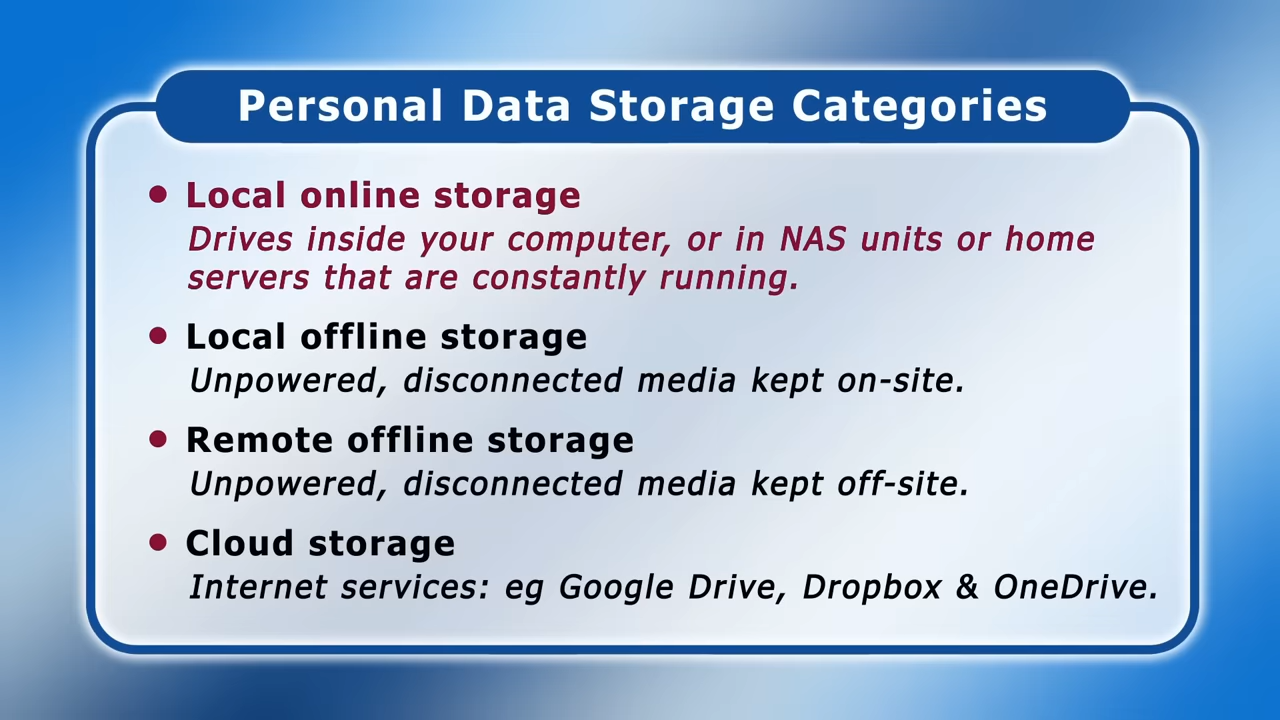 Personal Data Storage Categories
• Local online storage
Drives inside your computer, or in NAS units or home
servers that are constantly running.
• Local offline storage
Unpowered, disconnected media kept on-site.
• Remote offline storage
Unpowered, disconnected media kept off-site.
• Cloud storage
Internet services: eg Google Drive, Dropbox & OneDrive.